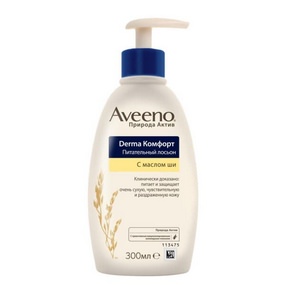 Aveeno
Природа Актив
Derma Комфорт
Питательный лосьон
С маслом ши
Клинически доказано:
питает и защищает
очень сухую, чувствительную
и раздраженную кожу
113475
300мл e